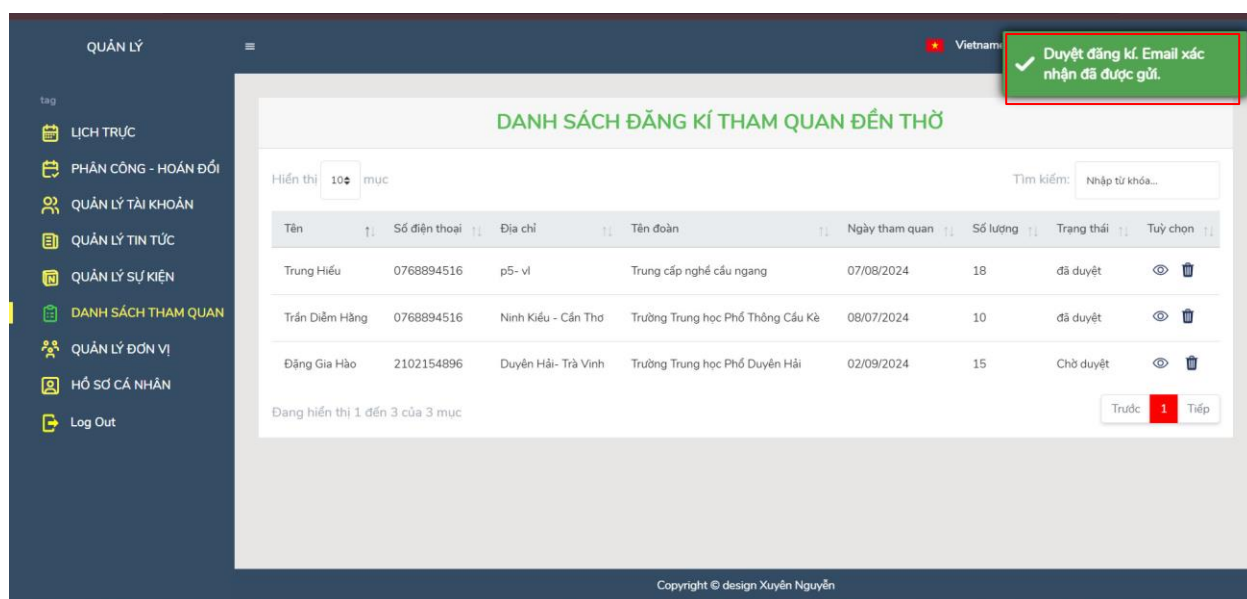 QUẢN LÝ
Vietnam
Duyệt đăng kí. Email xác
nhận đã được gửi.
tag
LỊCH TRỰC
PHÂN CÔNG - HOÁN ĐỔI
QUẢN LÝ TÀI KHOẢN
QUẢN LÝ TIN TỨC
QUẢN LÝ SỰ KIỆN
DANH SÁCH THAM QUAN
QUẢN LÝ ĐƠN VỊ
HỒ SƠ CÁ NHÂN
Log Out
DANH SÁCH ĐĂNG KÍ THAM QUAN ĐỀN THỜ
Hiển thị 10 mục
Tìm kiếm: Nhập từ khóa...
Tên Số điện thoại Địa chỉ Tên đoàn Ngày tham quan Số lượng Trạng thái Tuỳ chọn
Trung Hiếu 0768894516 p5- vl Trung cấp nghề cầu ngang 07/08/2024 18 đã duyệt
Trần Diễm Hằng 0768894516 Ninh Kiều - Cần Thơ Trường Trung học Phổ Thông Cầu Kè 08/07/2024 10 đã duyệt
Đặng Gia Hào 2102154896 Duyên Hải- Trà Vinh Trường Trung học Phổ Duyên Hải 02/09/2024 15 Chờ duyệt
Đang hiển thị 1 đến 3 của 3 mục
Trước 1 Tiếp
Copyright © design Xuyên Nguyễn